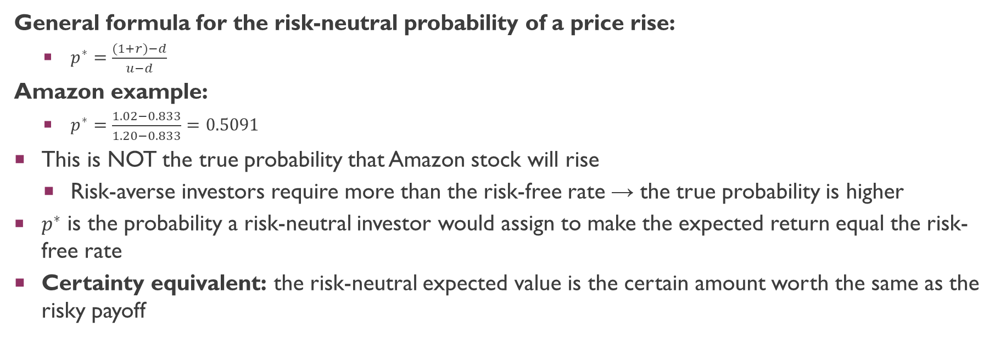 General formula for the risk-neutral probability of a price rise:
▪ p* = (1+r)−d / u−d
Amazon example:
▪ p* = 1.02−0.833 / 1.20−0.833 = 0.5091
▪ This is NOT the true probability that Amazon stock will rise
▪ Risk-averse investors require more than the risk-free rate → the true probability is higher
▪ p* is the probability a risk-neutral investor would assign to make the expected return equal the risk-
free rate
▪ Certainty equivalent: the risk-neutral expected value is the certain amount worth the same as the
risky payoff